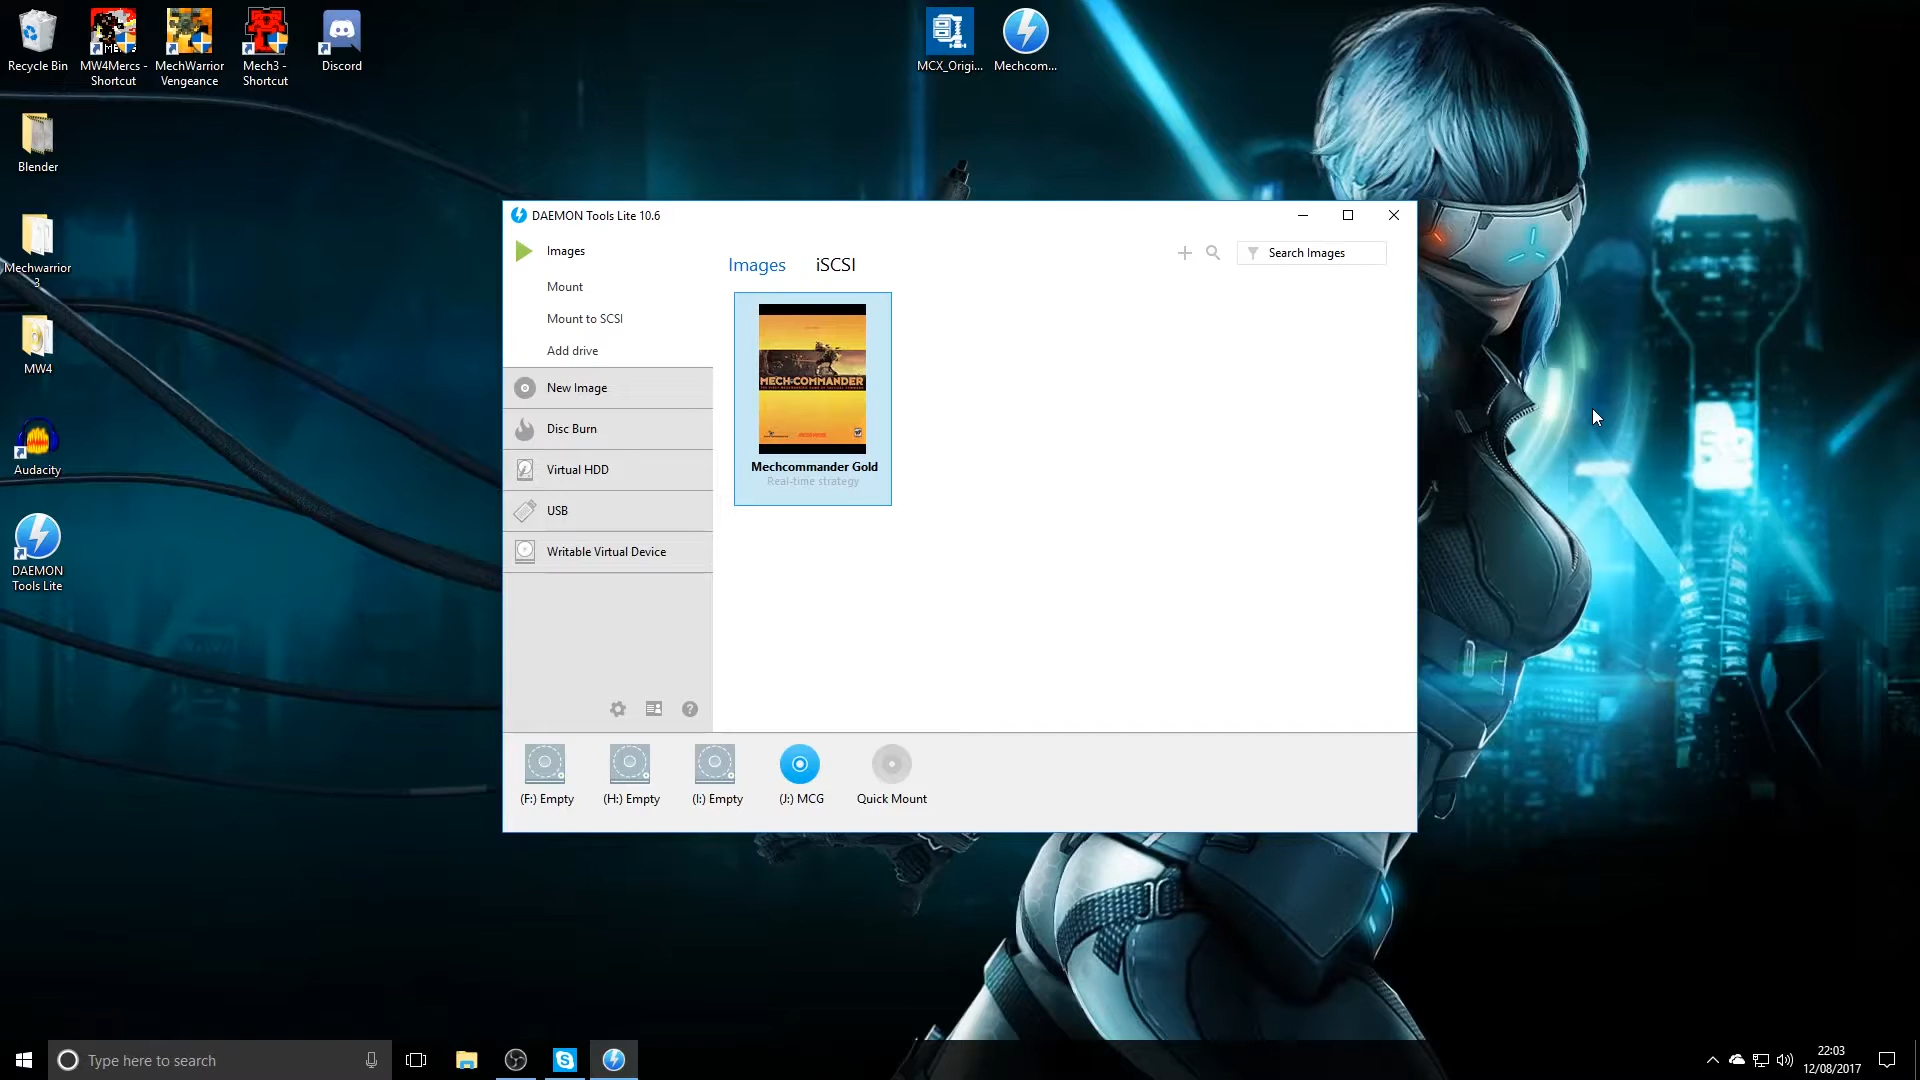 Recycle Bin
MW4Mercs - Shortcut
MechWarrior Vengeance
Mech3 - Shortcut
Discord
MCX_Origi...
Mechcom...
Blender
Mechwarrior 3
MW4
Audacity
DAEMON Tools Lite
DAEMON Tools Lite 10.6
Images
Mount
Mount to SCSI
Add drive
New Image
Disc Burn
Virtual HDD
USB
Writable Virtual Device
Images
iSCSI
Search Images
MECHCOMMANDER
Mechcommander Gold
Real-time strategy
(F:) Empty
(H:) Empty
(I:) Empty
(J:) MCG
Quick Mount
Type here to search
22:03
12/08/2017